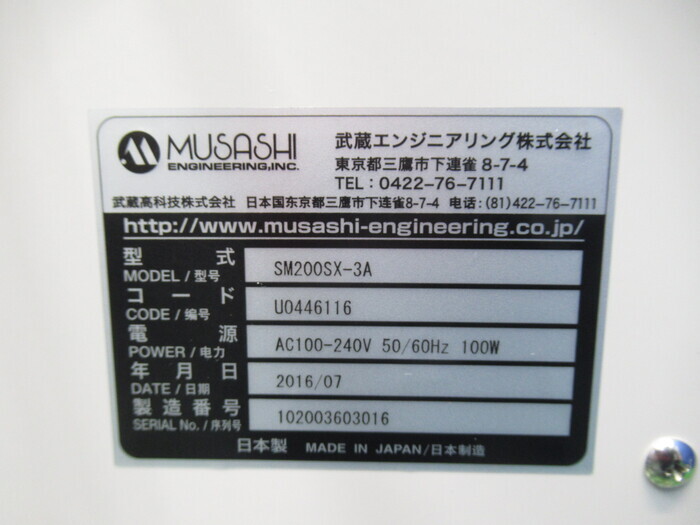 MUSASHI
ENGINEERING, INC.
武蔵エンジニアリング株式会社
東京都三鷹市下連雀 8-7-4
TEL : 0422-76-7111
武蔵高科技株式会社 日本国东京都三鹰市下连雀8-7-4 电话: (81)422-76-7111
http://www.musashi-engineering.co.jp/
型式 SM200SX-3A
MODEL / 型号
コード U0446116
CODE / 编号
電源 AC100-240V 50/60Hz 100W
POWER / 电力
年月日 2016/07
DATE / 日期
製造番号 102003603016
SERIAL No. / 序列号
日本製 MADE IN JAPAN/日本制造